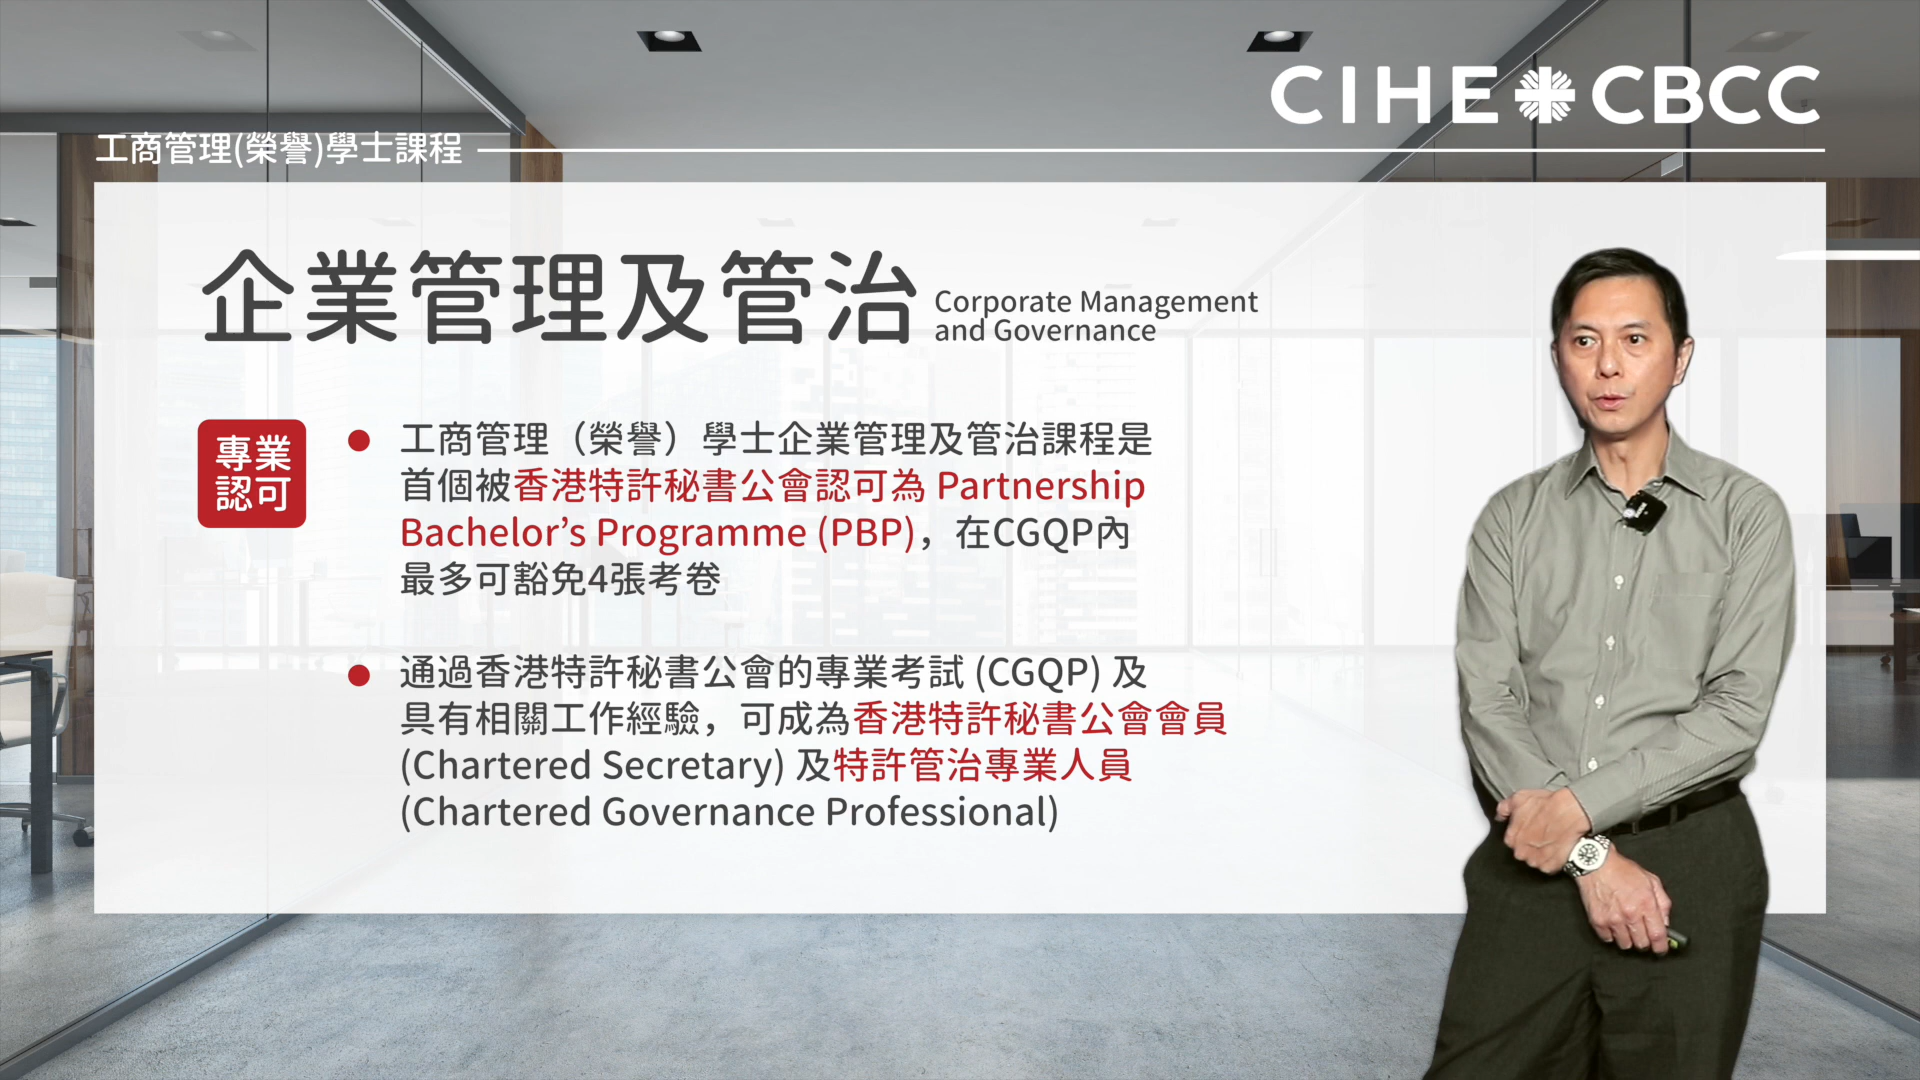 CIHE CBCC
工商管理(榮譽)學士課程
企業管理及管治
Corporate Management
and Governance
專業
認可
工商管理（榮譽）學士企業管理及管治課程是
首個被香港特許秘書公會認可為 Partnership
Bachelor’s Programme (PBP)，在CGQP內
最多可豁免4張考卷
通過香港特許秘書公會的專業考試 (CGQP) 及
具有相關工作經驗，可成為香港特許秘書公會會員
(Chartered Secretary) 及特許管治專業人員
(Chartered Governance Professional)